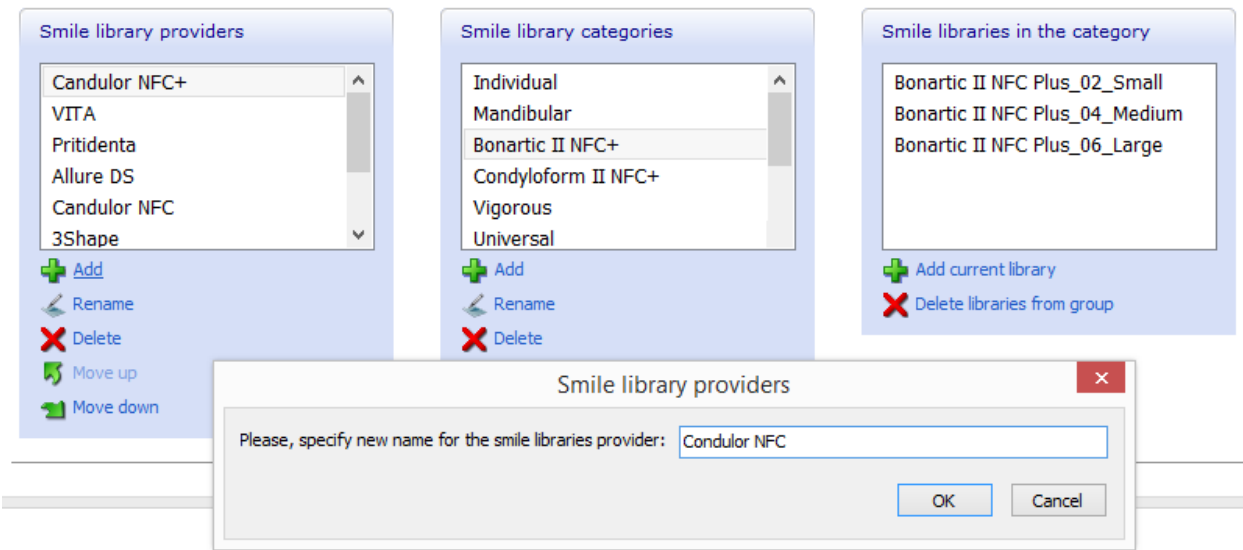 Smile library providers
Candulor NFC+
VITA
Pritidenta
Allure DS
Candulor NFC
3Shape
Add
Rename
Delete
Move up
Move down
Smile library categories
Individual
Mandibular
Bonartic II NFC+
Condyloform II NFC+
Vigorous
Universal
Add
Rename
Delete
Smile libraries in the category
Bonartic II NFC Plus_02_Small
Bonartic II NFC Plus_04_Medium
Bonartic II NFC Plus_06_Large
Add current library
Delete libraries from group
Smile library providers
Please, specify new name for the smile libraries provider: Condulor NFC
OK Cancel